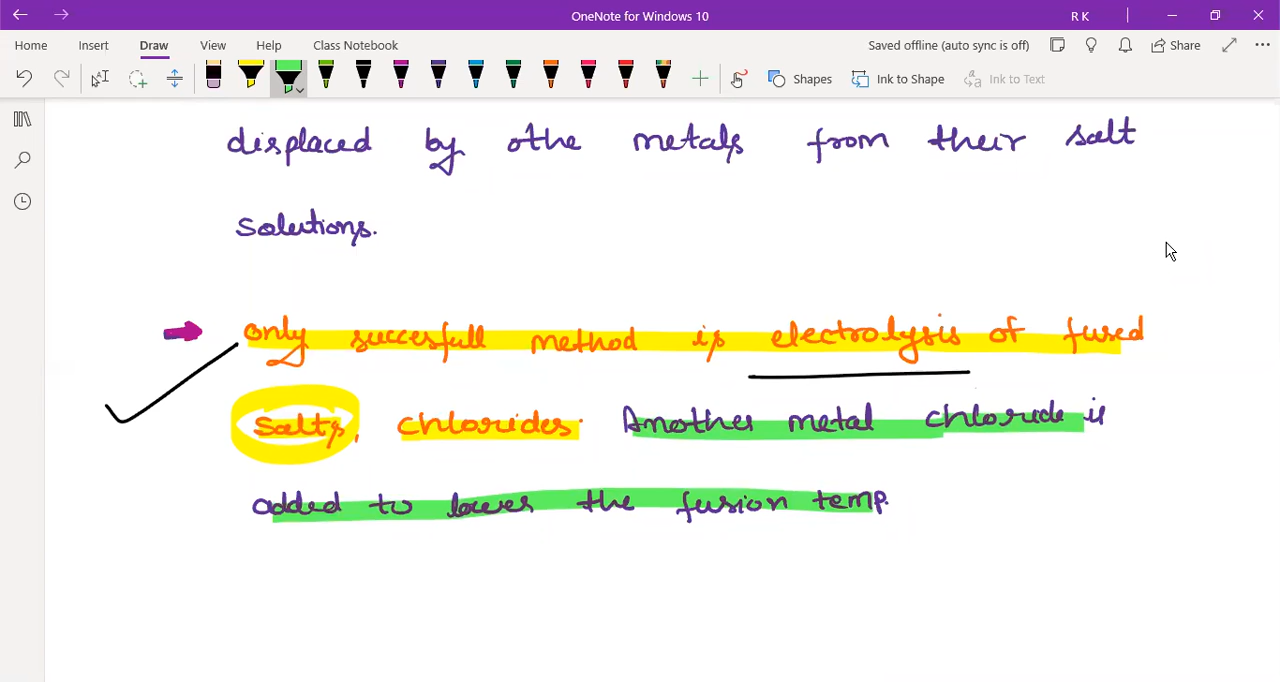 OneNote for Windows 10
R K
Home Insert Draw View Help Class Notebook
Saved offline (auto sync is off) Share
Shapes Ink to Shape Ink to Text
displaced by othe metals from their salt
solutions.
only succesfull method is electrolysis of fused
salts, chlorides. Another metal chloride is
added to lower the fusion temp.